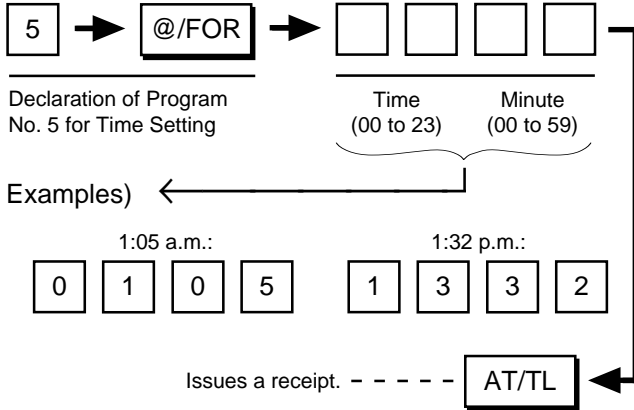 5 @/FOR
Declaration of Program
No. 5 for Time Setting
Time
(00 to 23)
Minute
(00 to 59)
Examples)
1:05 a.m.:
0 1 0 5
1:32 p.m.:
1 3 3 2
Issues a receipt. AT/TL